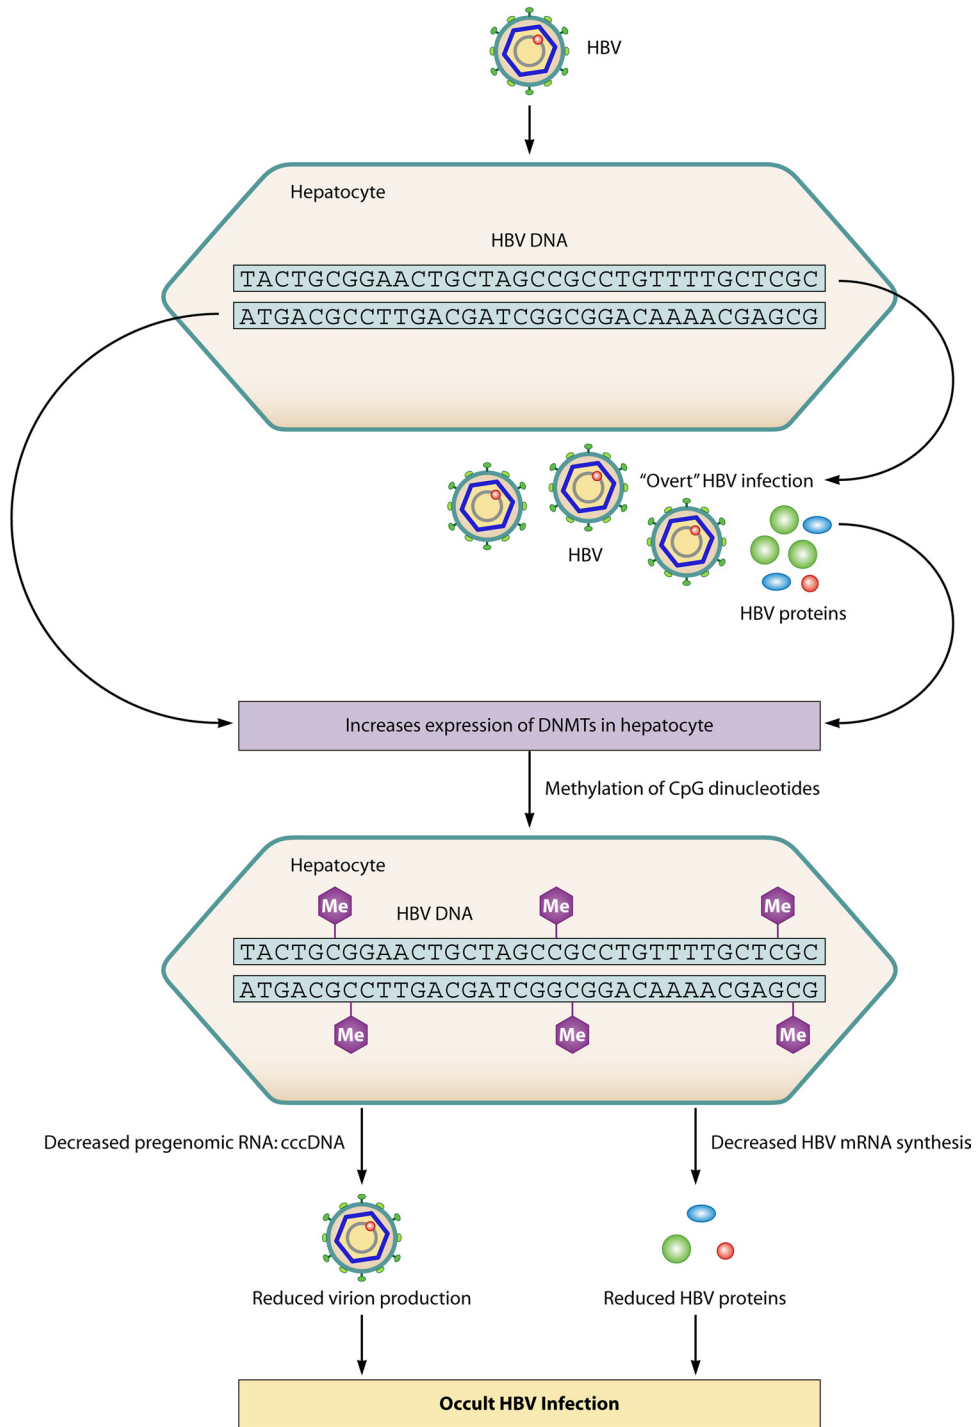 HBV
Hepatocyte
HBV DNA
TACTGCGGAACTGCTAGCCGCCTGTTTTGCTCGC
ATGACGCCTTGACGATCGGCGGACAAAACGAGCG
“Overt” HBV infection
HBV
HBV proteins
Increases expression of DNMTs in hepatocyte
Methylation of CpG dinucleotides
Hepatocyte
Me
Me
Me
HBV DNA
TACTGCGGAACTGCTAGCCGCCTGTTTTGCTCGC
ATGACGCCTTGACGATCGGCGGACAAAACGAGCG
Me
Me
Me
Decreased pregenomic RNA: cccDNA
Decreased HBV mRNA synthesis
Reduced virion production
Reduced HBV proteins
Occult HBV Infection